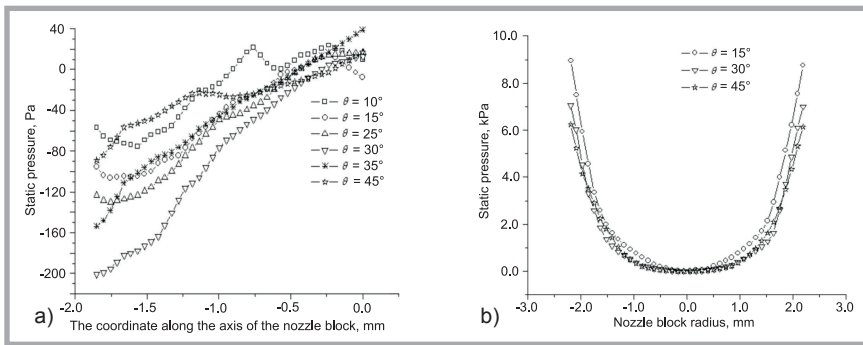 40
0
-40
-80
-120
-160
-200
Static pressure, Pa
θ = 10°
θ = 15°
θ = 25°
θ = 30°
θ = 35°
θ = 45°
-2.0
-1.5
-1.0
-0.5
0.0
a)
The coordinate along the axis of the nozzle block, mm
10.0
8.0
6.0
4.0
2.0
0.0
Static pressure, kPa
θ = 15°
θ = 30°
θ = 45°
-3.0
-2.0
-1.0
0.0
1.0
2.0
3.0
b)
Nozzle block radius, mm